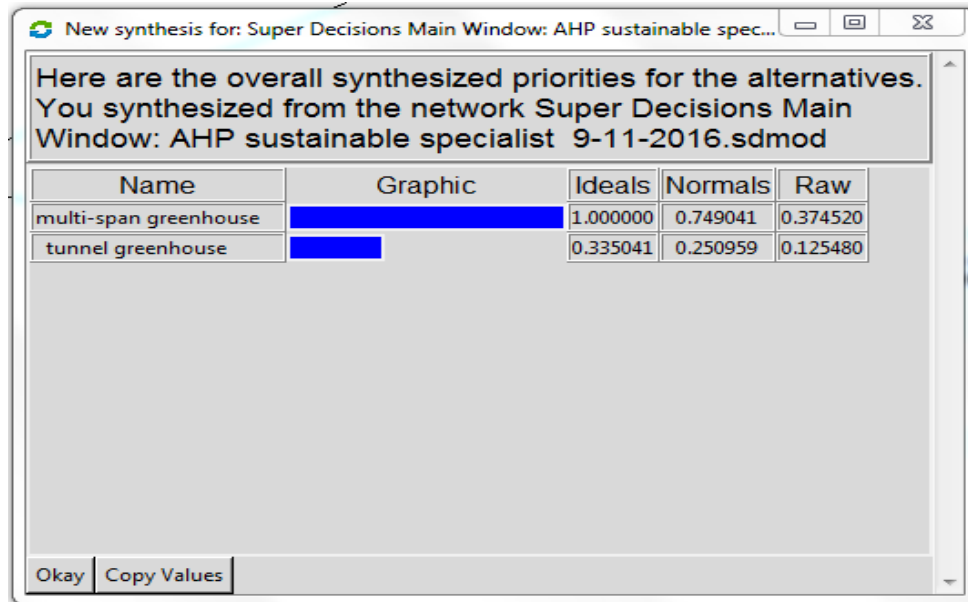 New synthesis for: Super Decisions Main Window: AHP sustainable spec...
Here are the overall synthesized priorities for the alternatives.
You synthesized from the network Super Decisions Main
Window: AHP sustainable specialist 9-11-2016.sdmod
Name Graphic Ideals Normals Raw
multi-span greenhouse 1.000000 0.749041 0.374520
tunnel greenhouse 0.335041 0.250959 0.125480
Okay Copy Values